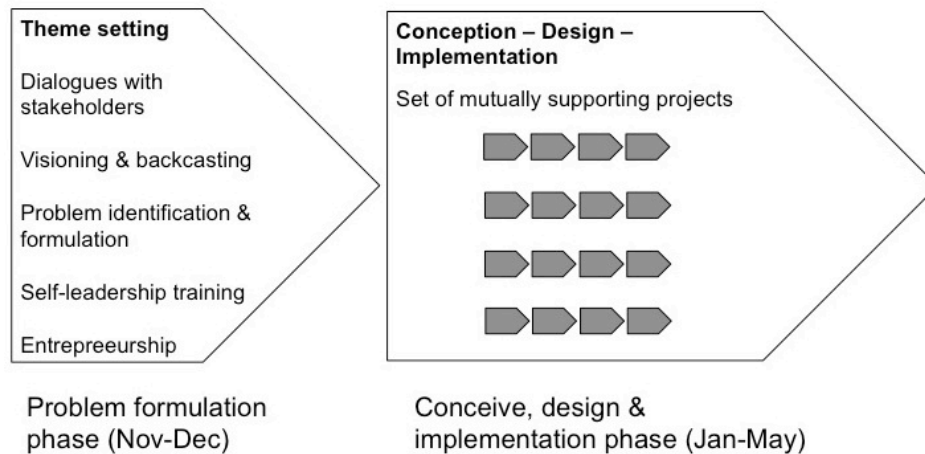 Theme setting
Dialogues with
stakeholders
Visioning & backcasting
Problem identification &
formulation
Self-leadership training
Entrepreeurship
Conception – Design –
Implementation
Set of mutually supporting projects
Problem formulation
phase (Nov-Dec)
Conceive, design &
implementation phase (Jan-May)